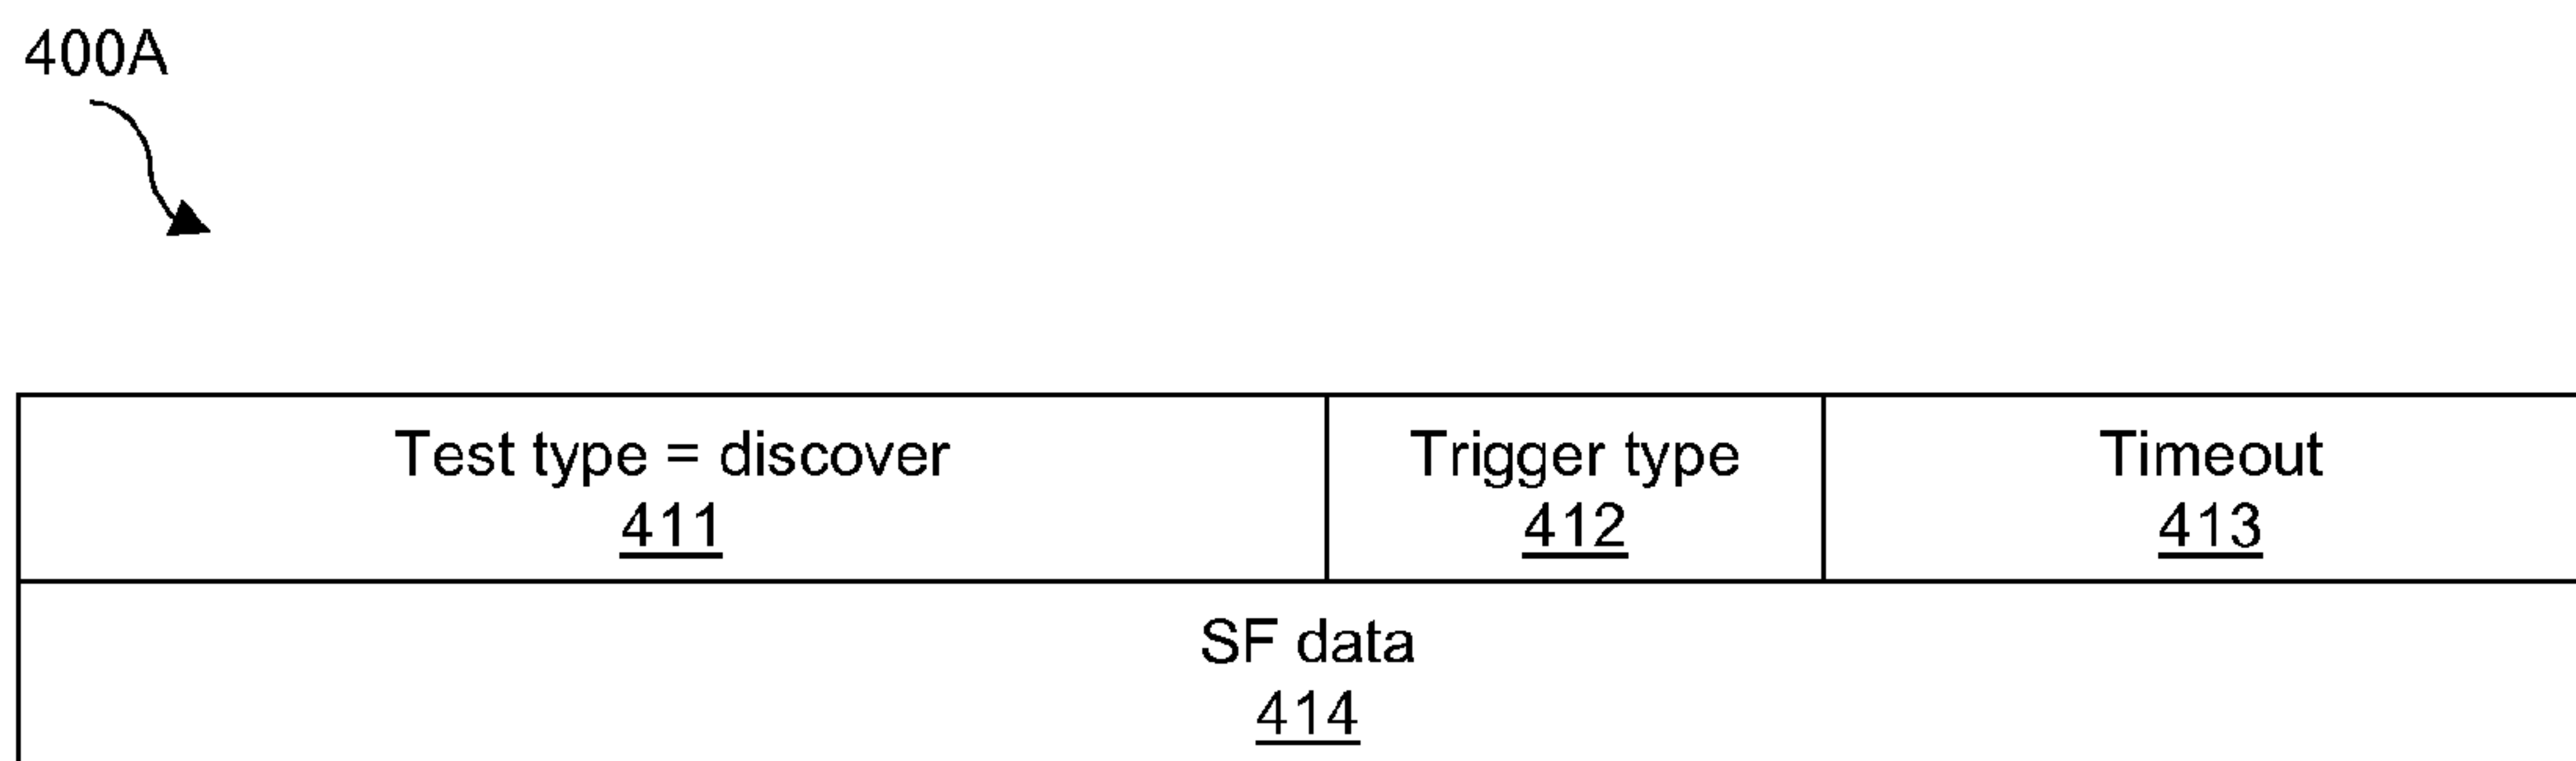 400A
Test type = discover
411
Trigger type
412
Timeout
413
SF data
414